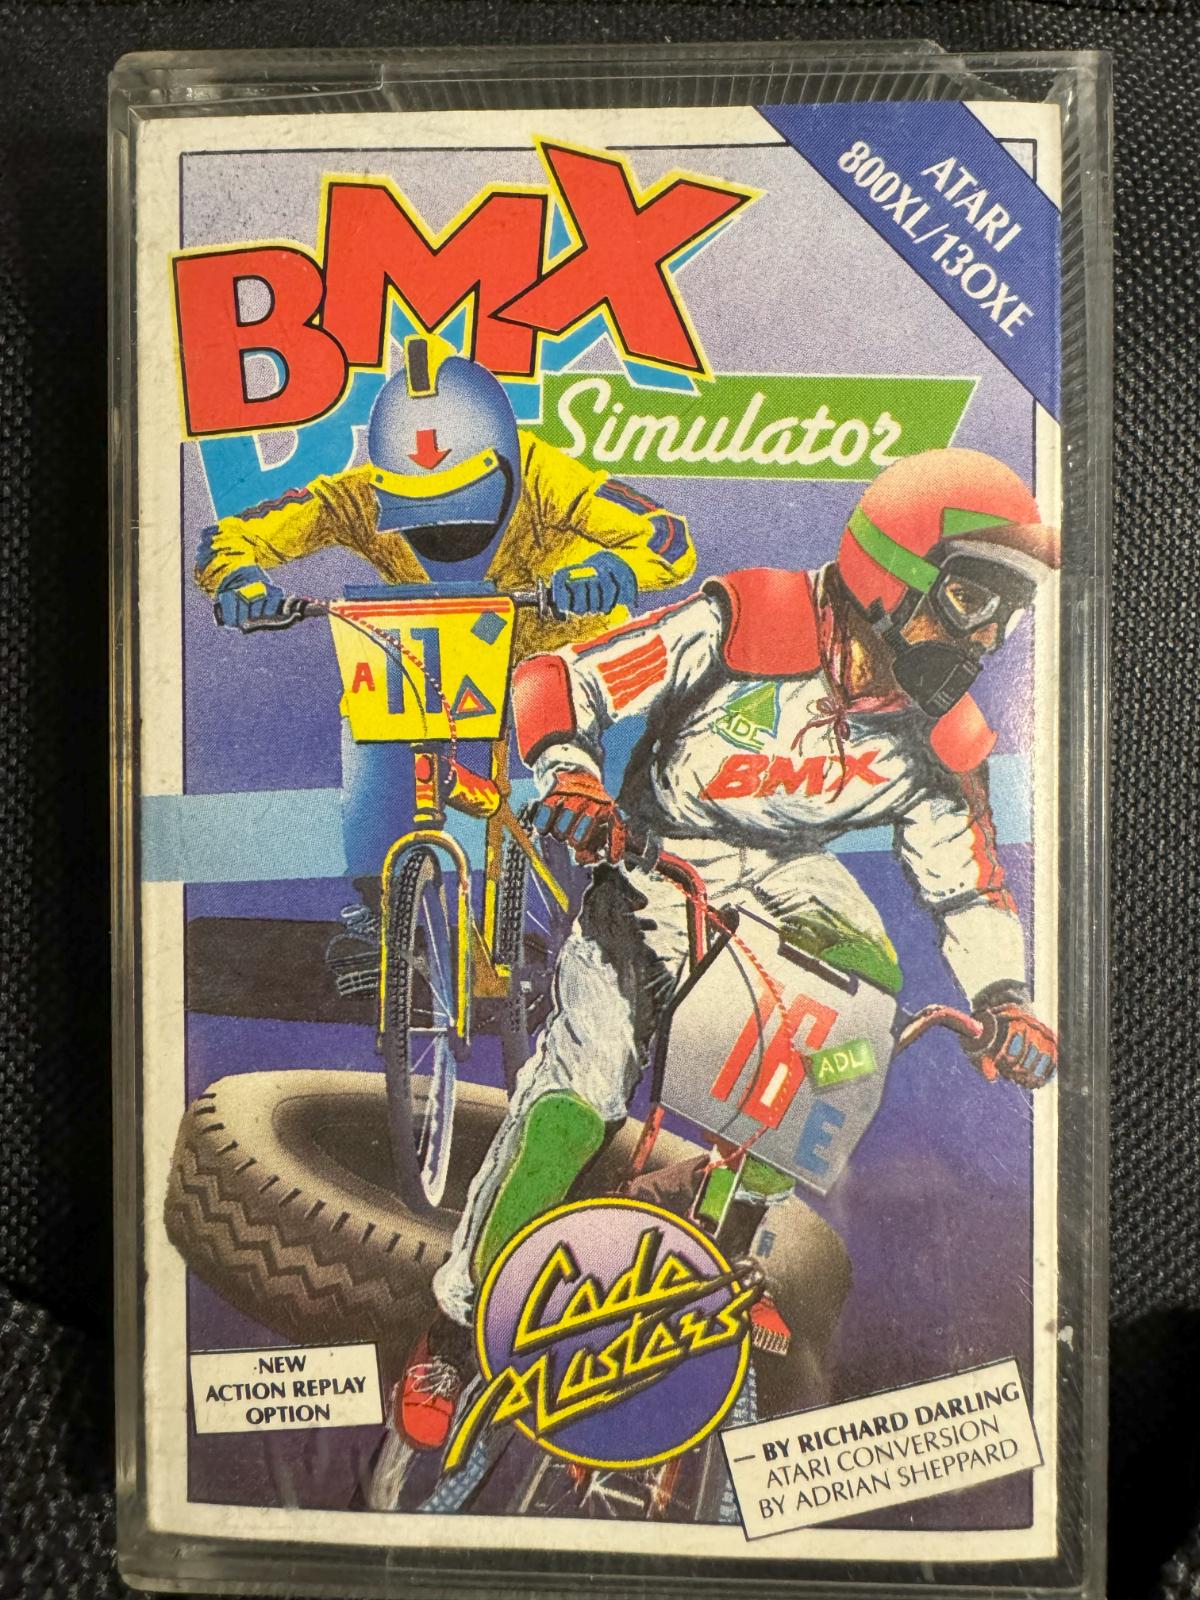 ATARI
800XL/130XE
BMX
Simulator
A 11
ADL
BMX
76
ADL
E
Code
Masters
NEW
ACTION REPLAY
OPTION
— BY RICHARD DARLING
ATARI CONVERSION
BY ADRIAN SHEPPARD